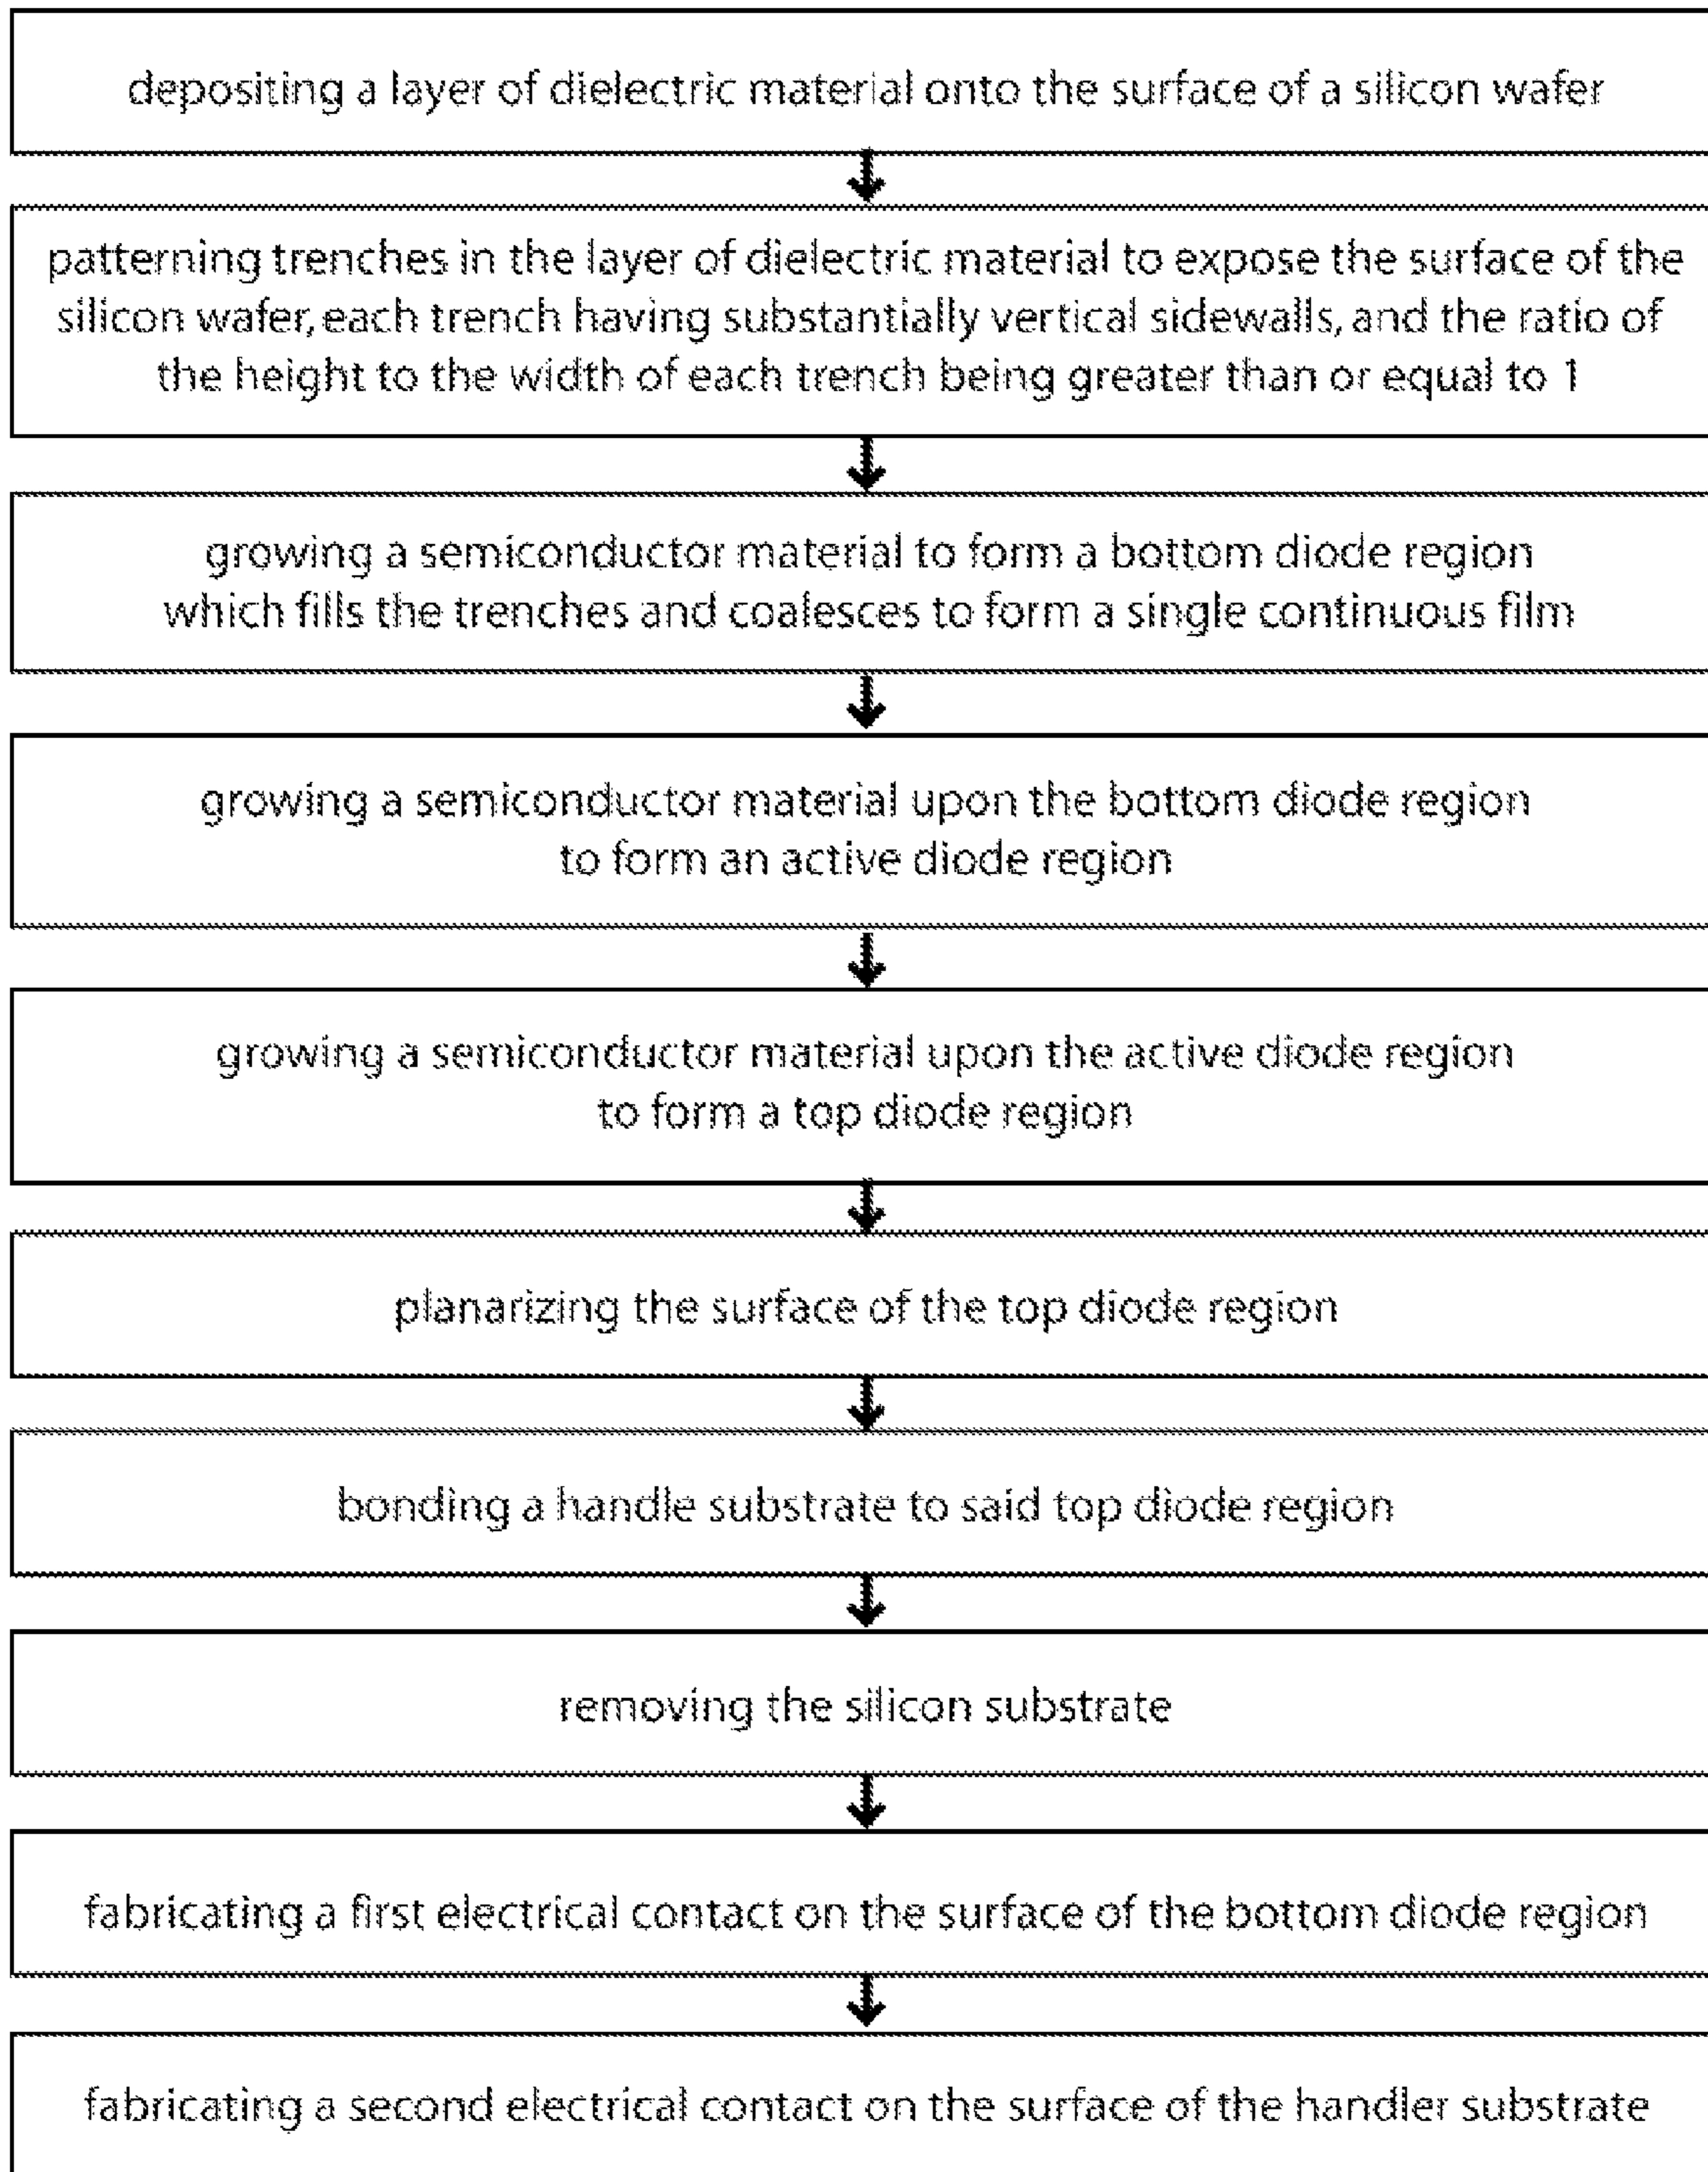 depositing a layer of dielectric material onto the surface of a silicon wafer
patterning trenches in the layer of dielectric material to expose the surface of the
silicon wafer, each trench having substantially vertical sidewalls, and the ratio of
the height to the width of each trench being greater than or equal to 1
growing a semiconductor material to form a bottom diode region
which fills the trenches and coalesces to form a single continuous film
growing a semiconductor material upon the bottom diode region
to form an active diode region
growing a semiconductor material upon the active diode region
to form a top diode region
planarizing the surface of the top diode region
bonding a handle substrate to said top diode region
removing the silicon substrate
fabricating a first electrical contact on the surface of the bottom diode region
fabricating a second electrical contact on the surface of the handler substrate